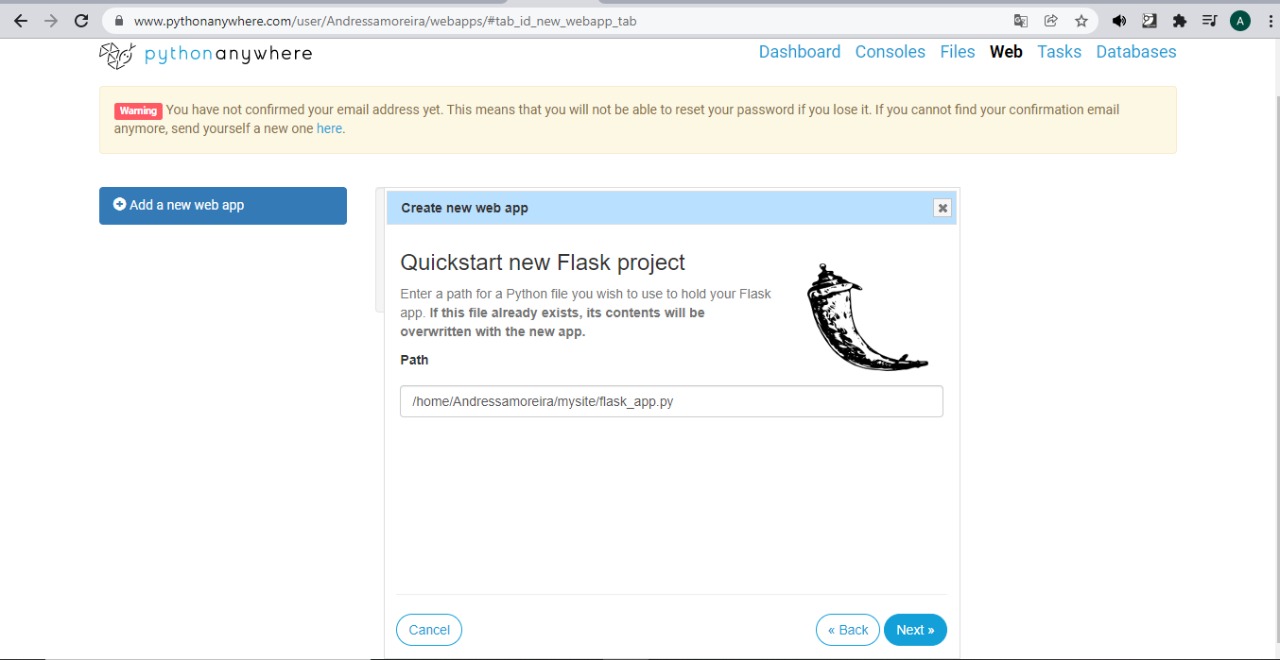 www.pythonanywhere.com/user/Andressamoreira/webapps/#tab_id_new_webapp_tab
A
pythonanywhere
Dashboard Consoles Files Web Tasks Databases
Warning You have not confirmed your email address yet. This means that you will not be able to reset your password if you lose it. If you cannot find your confirmation email
anymore, send yourself a new one here.
Add a new web app
Create new web app
Quickstart new Flask project
Enter a path for a Python file you wish to use to hold your Flask
app. If this file already exists, its contents will be
overwritten with the new app.
Path
/home/Andressamoreira/mysite/flask_app.py
Cancel
« Back
Next »